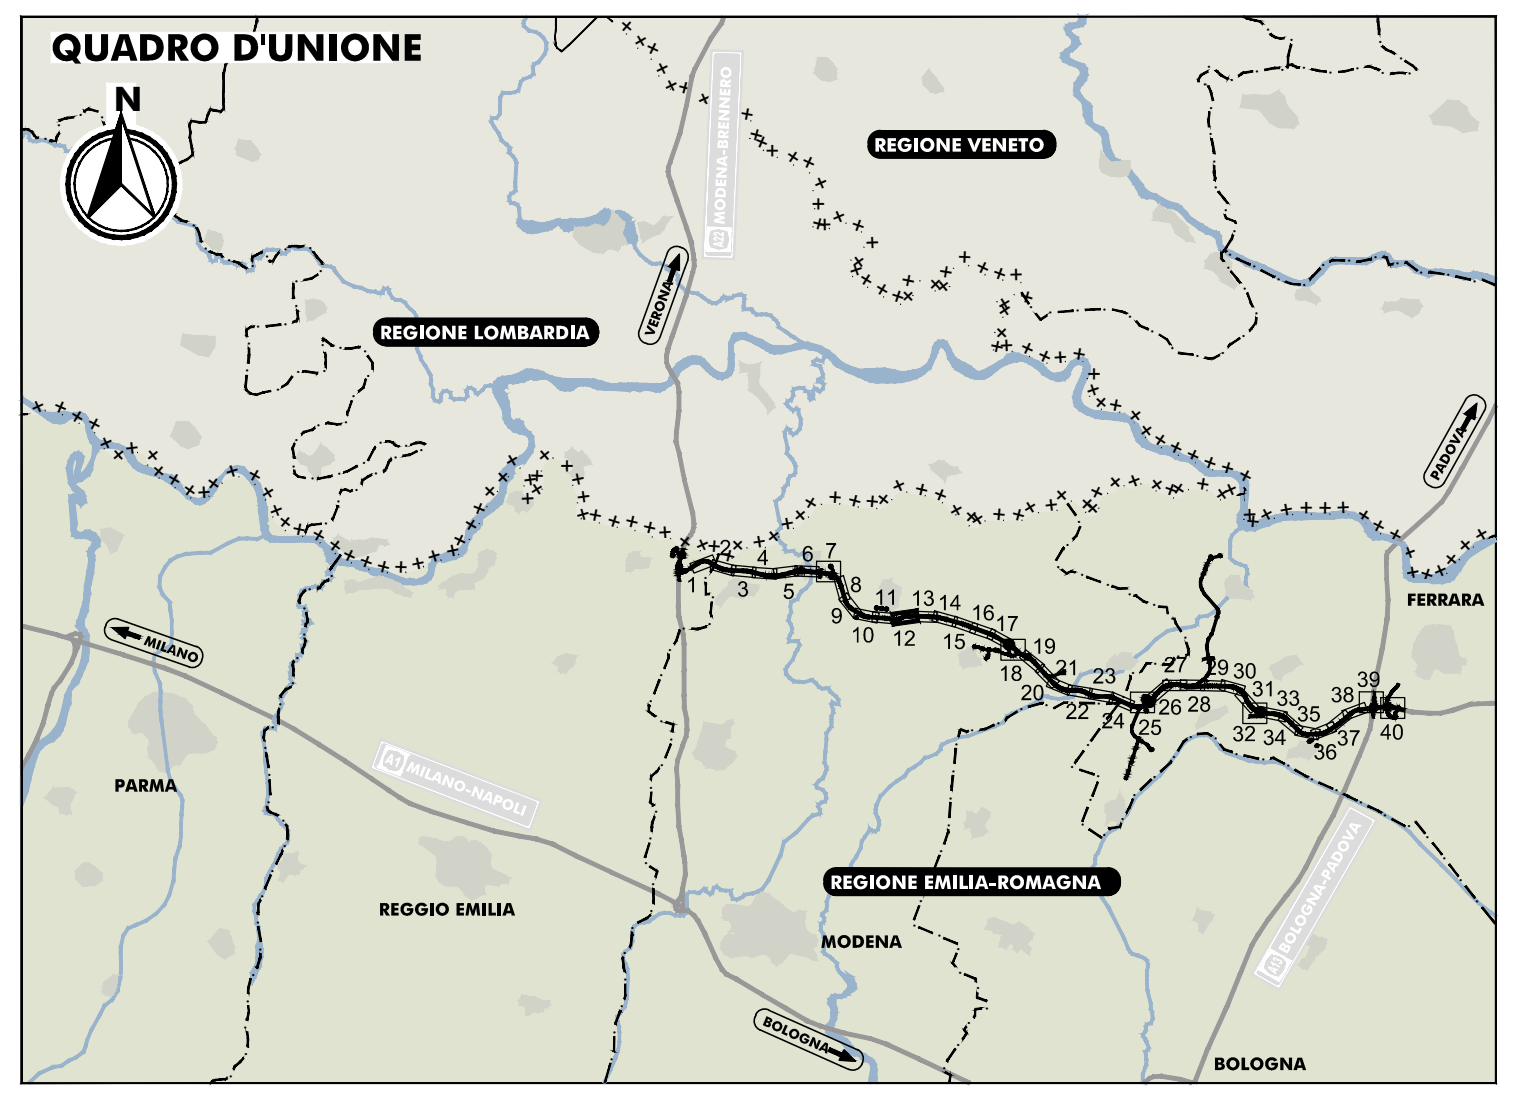 QUADRO D'UNIONE
N
A22 MODENA-BRENNERO
REGIONE VENETO
VERONA
REGIONE LOMBARDIA
PADOVA
FERRARA
MILANO
1
2
3
4
5
6
7
8
9
10
11
12
13
14
15
16
17
18
19
20
21
22
23
24
25
26
27
28
29
30
31
32
33
34
35
36
37
38
39
40
PARMA
A1 MILANO-NAPOLI
REGIONE EMILIA-ROMAGNA
A13 BOLOGNA-PADOVA
REGGIO EMILIA
MODENA
BOLOGNA
BOLOGNA